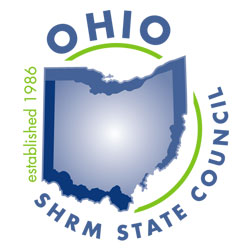 OHIO
established 1986
SHRM STATE COUNCIL